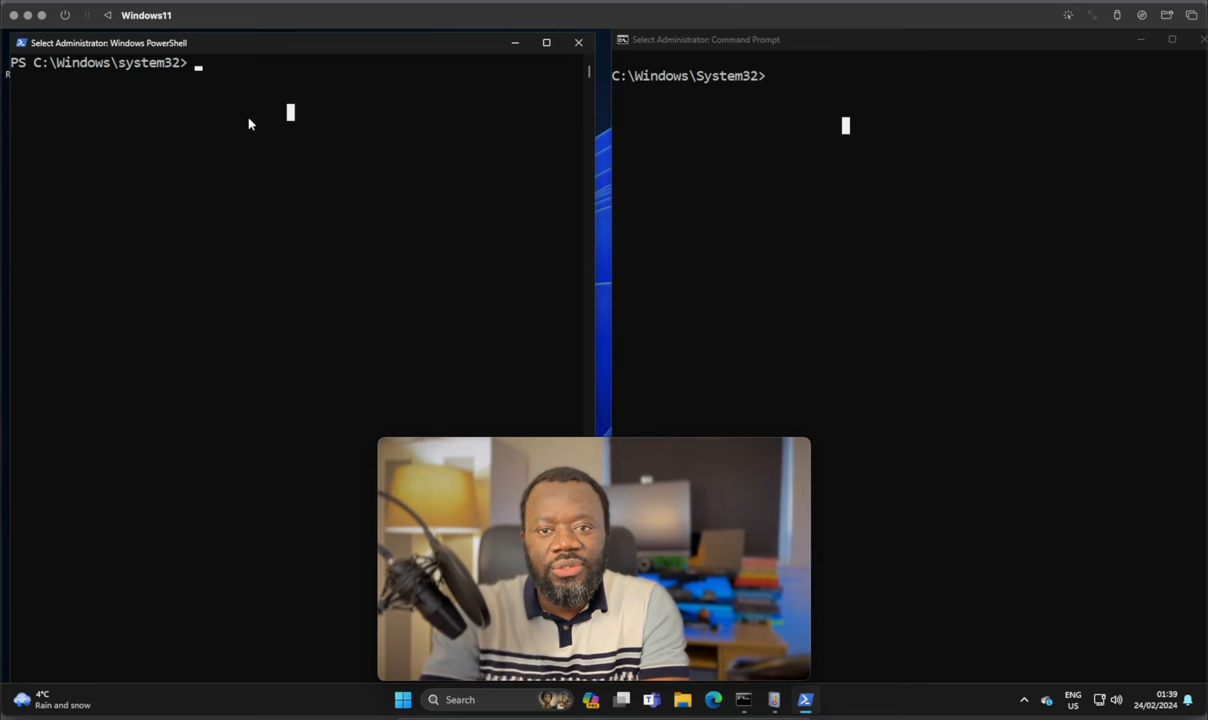 Windows11
Select Administrator: Windows PowerShell
PS C:\Windows\system32>
R
Select Administrator: Command Prompt
C:\Windows\System32>
4°C
Rain and snow
Search
PRE
ENG
US
01:39
24/02/2024